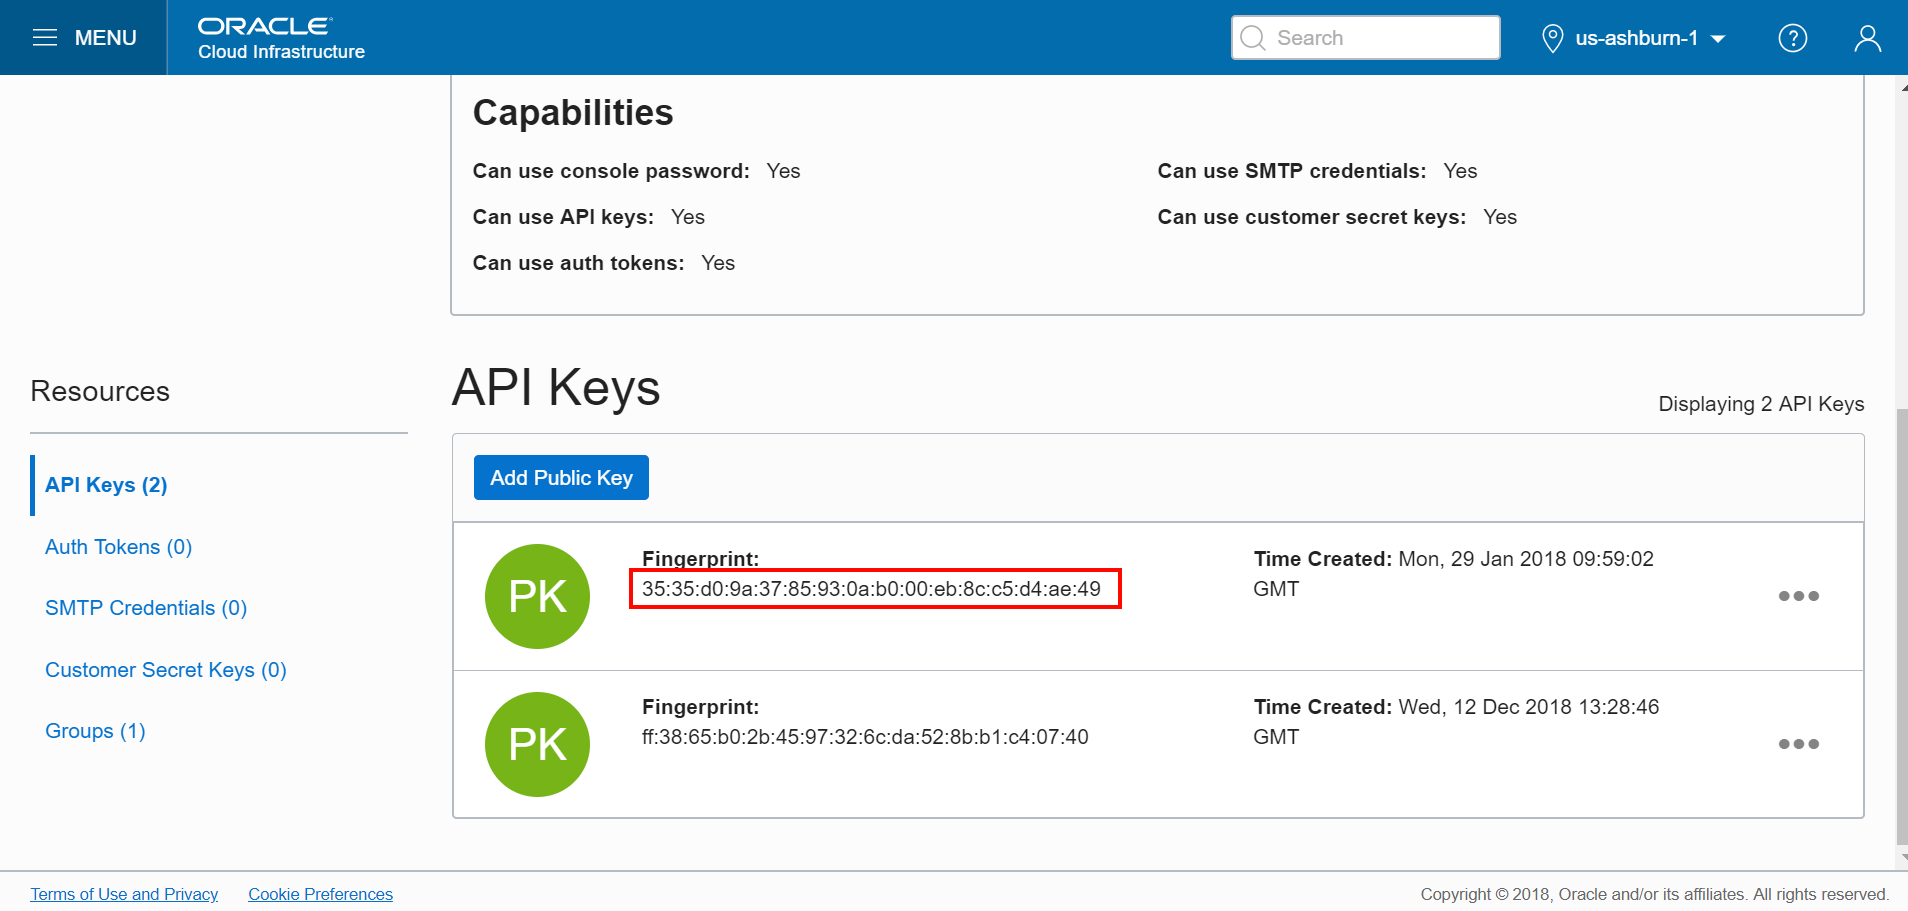 MENU
ORACLE
Cloud Infrastructure
Search
us-ashburn-1
?
Capabilities
Can use console password: Yes
Can use SMTP credentials: Yes
Can use API keys: Yes
Can use customer secret keys: Yes
Can use auth tokens: Yes
Resources
API Keys (2)
Auth Tokens (0)
SMTP Credentials (0)
Customer Secret Keys (0)
Groups (1)
API Keys
Displaying 2 API Keys
Add Public Key
PK
Fingerprint:
35:35:d0:9a:37:85:93:0a:b0:00:eb:8c:c5:d4:ae:49
Time Created: Mon, 29 Jan 2018 09:59:02
GMT
PK
Fingerprint:
ff:38:65:b0:2b:45:97:32:6c:da:52:8b:b1:c4:07:40
Time Created: Wed, 12 Dec 2018 13:28:46
GMT
Terms of Use and Privacy
Cookie Preferences
Copyright © 2018, Oracle and/or its affiliates. All rights reserved.